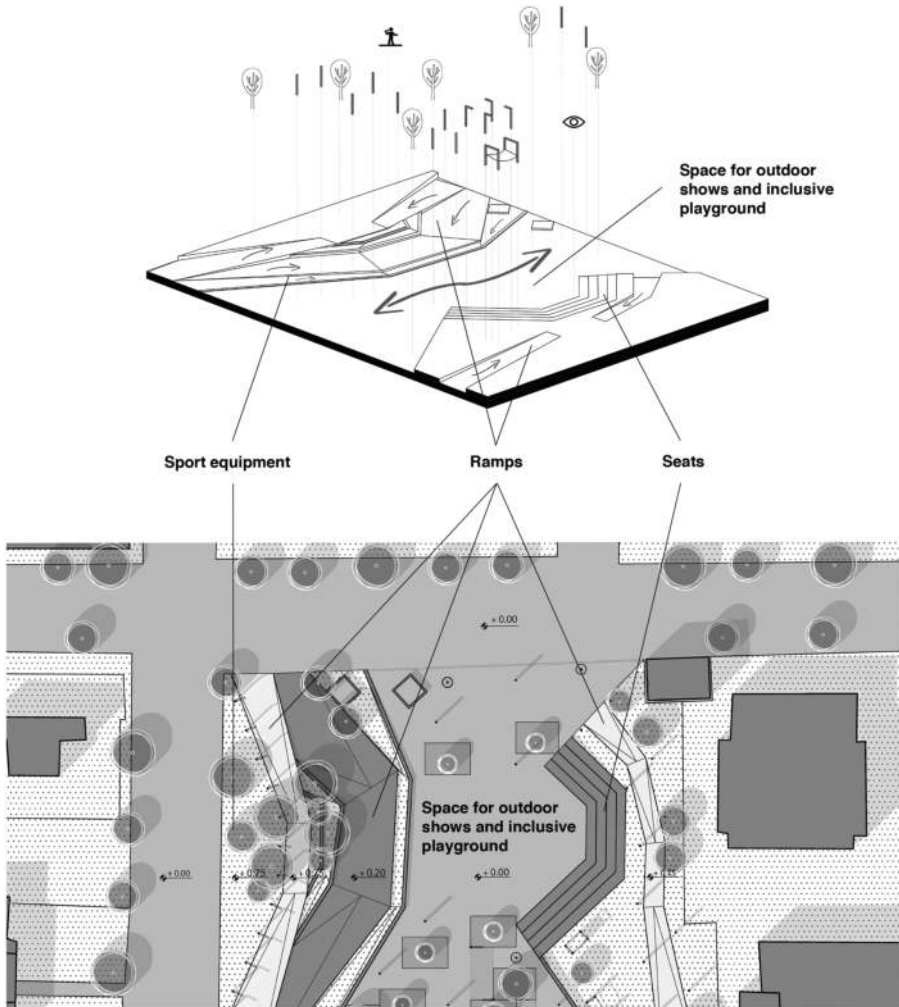 Space for outdoor
shows and inclusive
playground
Sport equipment
Ramps
Seats
+ 0.00
Space for outdoor
shows and inclusive
playground
+ 0.00
+ 0.75
+ 0.20
+ 0.00